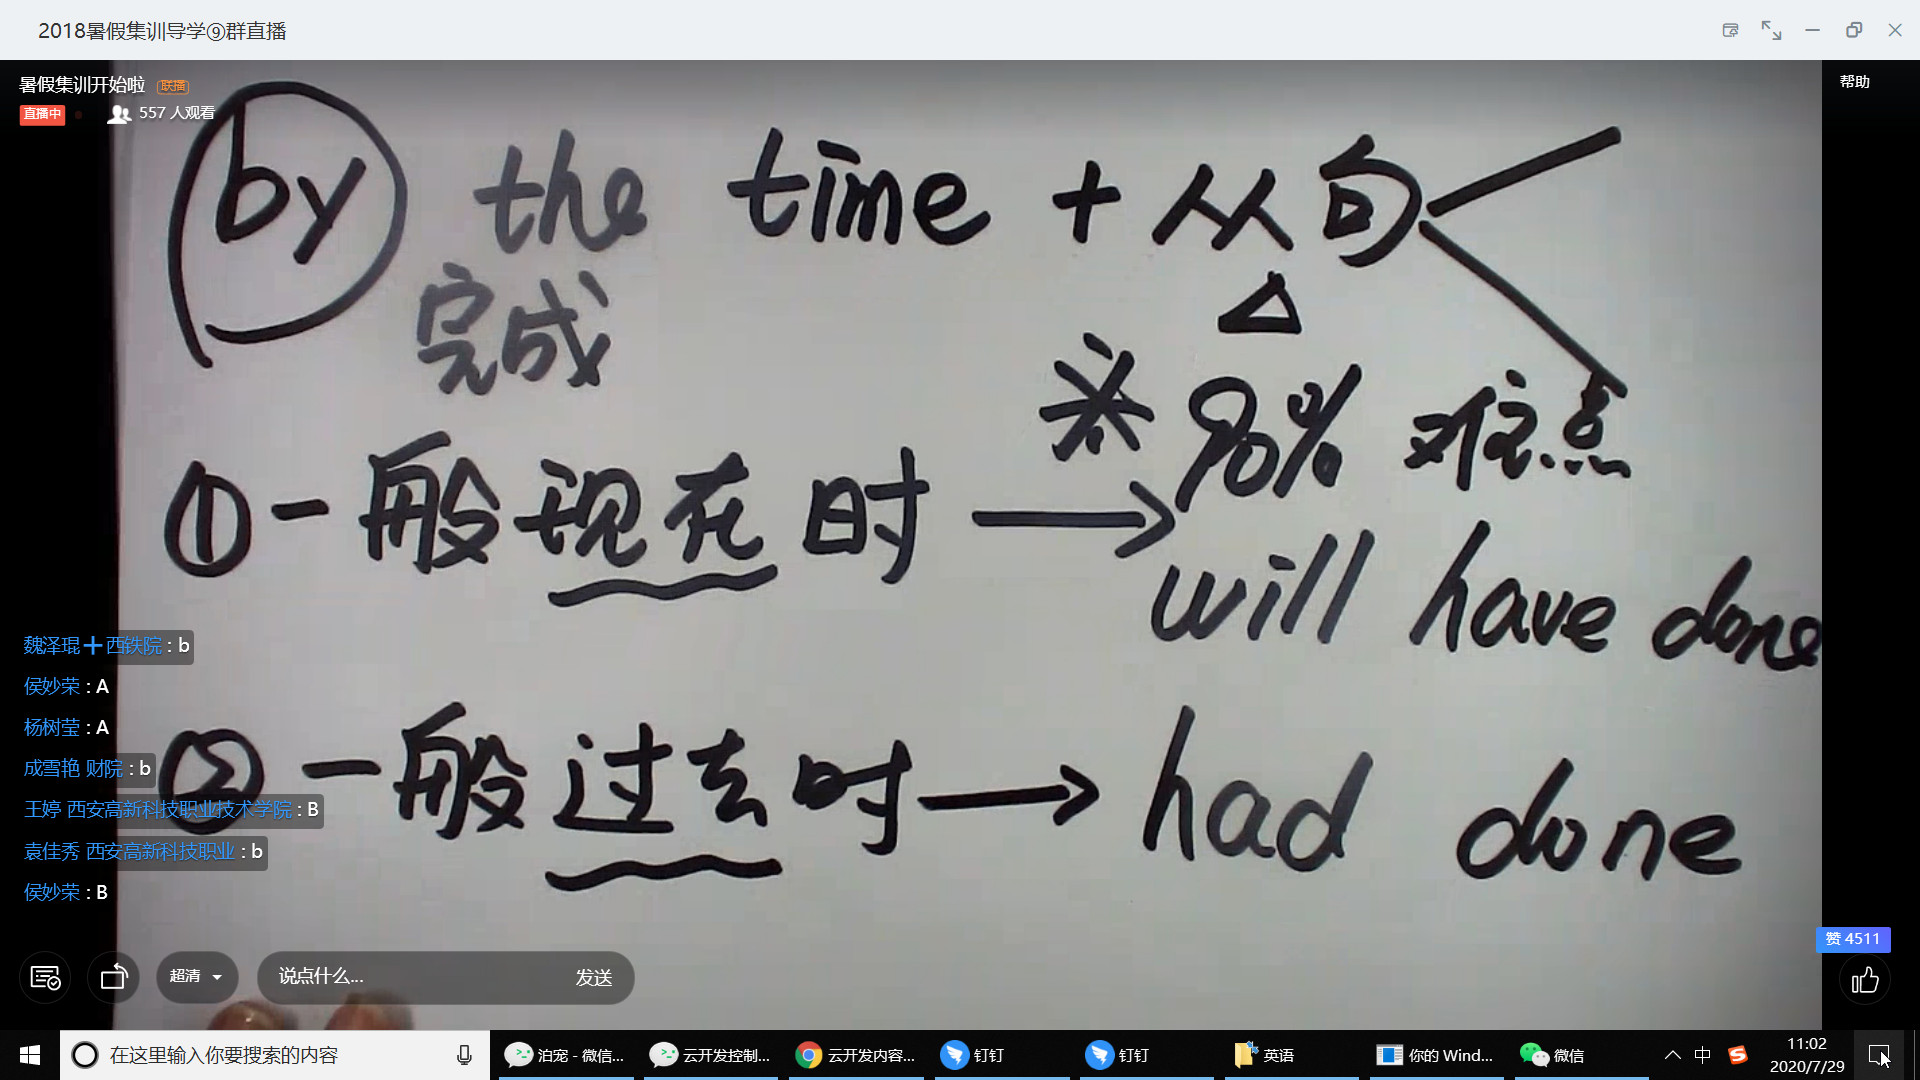 2018暑假集训导学⑨群直播
暑假集训开始啦 联播
帮助
直播中 557 人观看
by the time + 从句
完成
※ 90% 难点
① 一般现在时 → will have done
② 一般过去时 → had done
魏泽琨➕西铁院 : b
侯妙荣 : A
杨树莹 : A
成雪艳 财院 : b
王婷 西安高新科技职业技术学院 : B
袁佳秀 西安高新科技职业 : b
侯妙荣 : B
赞 4511
超清 说点什么... 发送
在这里输入你要搜索的内容
泊宠 - 微信...
云开发控制...
云开发内容...
钉钉
钉钉
英语
你的 Wind...
微信
中
11:02
2020/7/29